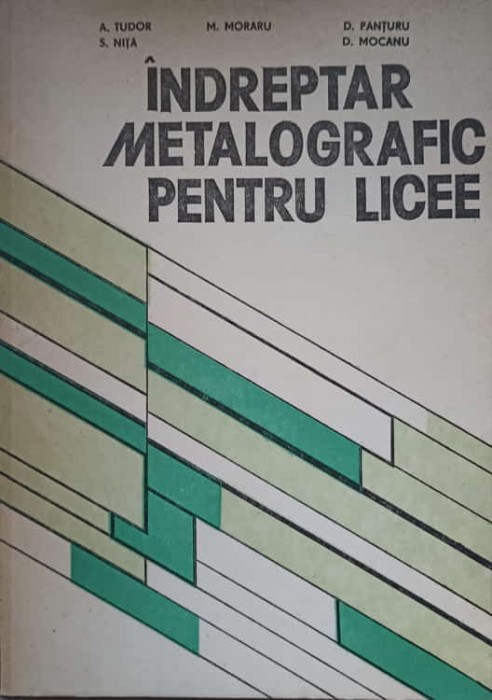 A. TUDOR M. MORARU D. PANȚURU
S. NIȚĂ D. MOCANU
ÎNDREPTAR
METALOGRAFIC
PENTRU LICEE